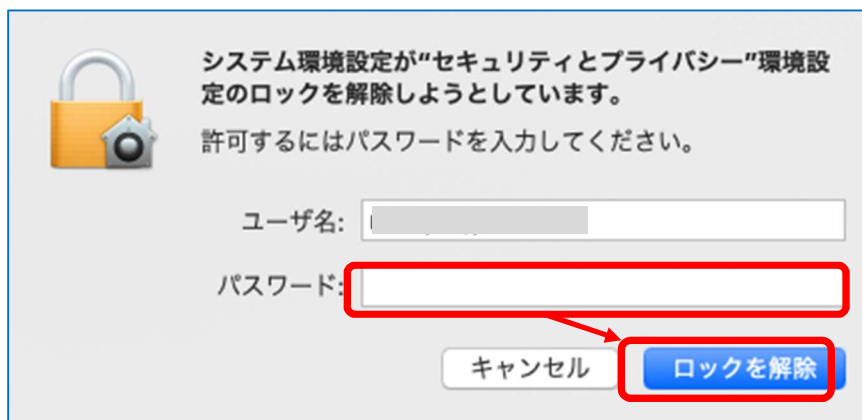 システム環境設定が“セキュリティとプライバシー”環境設
定のロックを解除しようとしています。
許可するにはパスワードを入力してください。
ユーザ名:
パスワード:
キャンセル
ロックを解除